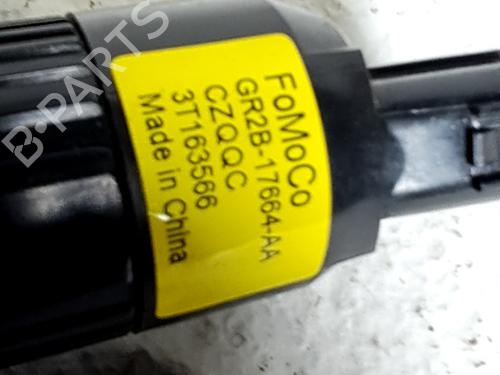 FoMoCo
GR2B-17664-AA
CZQQC
3T163566
Made in China
B-PARTS